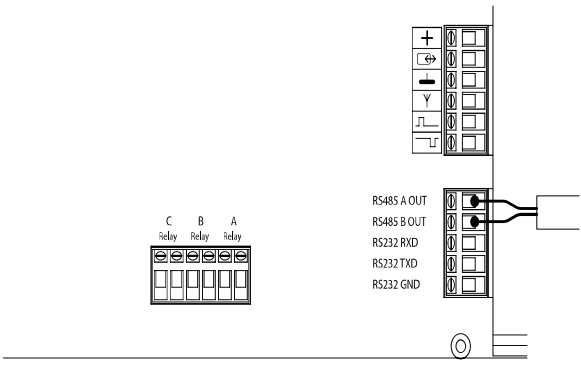 RS485 A OUT
RS485 B OUT
RS232 RXD
RS232 TXD
RS232 GND
C B A
Relay Relay Relay